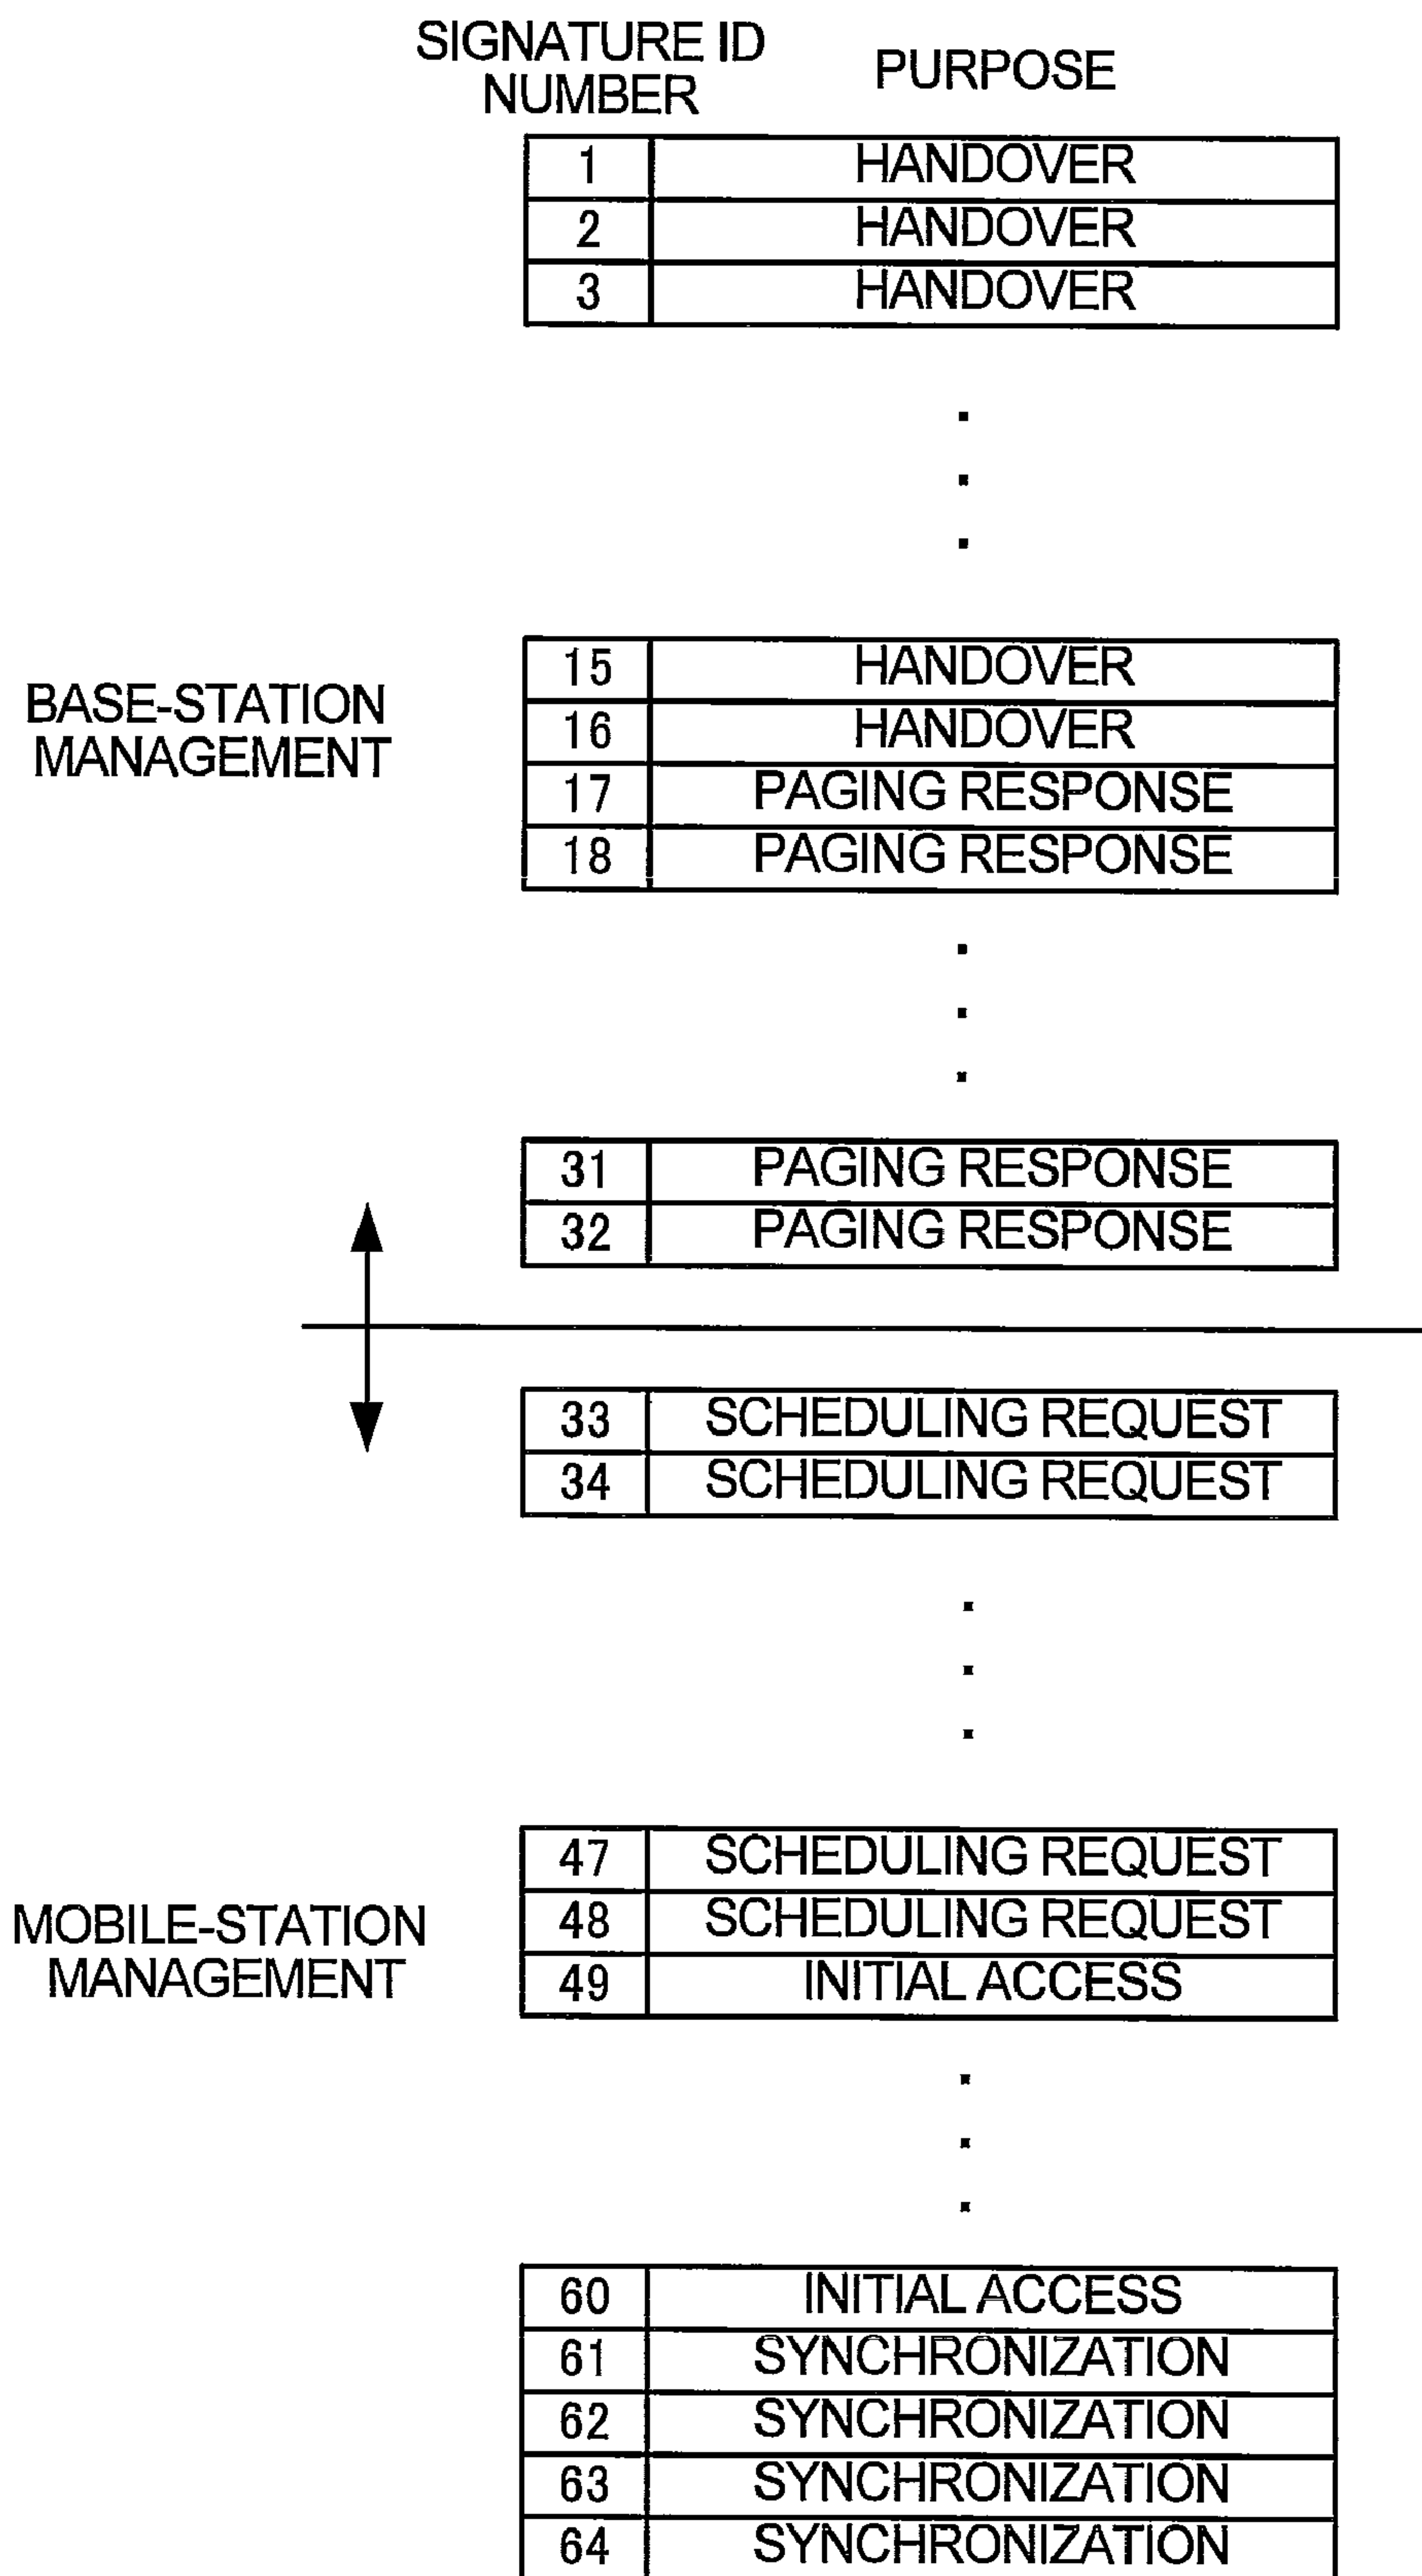 SIGNATURE ID
NUMBER
PURPOSE
1 HANDOVER
2 HANDOVER
3 HANDOVER
BASE-STATION
MANAGEMENT
15 HANDOVER
16 HANDOVER
17 PAGING RESPONSE
18 PAGING RESPONSE
31 PAGING RESPONSE
32 PAGING RESPONSE
33 SCHEDULING REQUEST
34 SCHEDULING REQUEST
MOBILE-STATION
MANAGEMENT
47 SCHEDULING REQUEST
48 SCHEDULING REQUEST
49 INITIAL ACCESS
60 INITIAL ACCESS
61 SYNCHRONIZATION
62 SYNCHRONIZATION
63 SYNCHRONIZATION
64 SYNCHRONIZATION